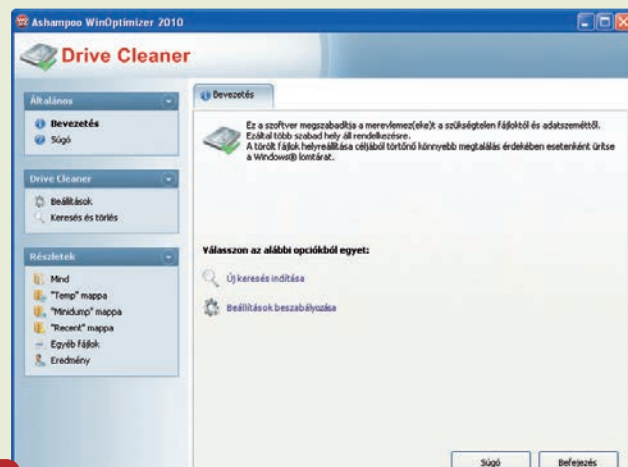 Ashampoo WinOptimizer 2010
Drive Cleaner
Általános
Bevezetés
Súgó
Drive Cleaner
Beállítások
Keresés és törlés
Részletek
Mind
"Temp" mappa
"Minidump" mappa
"Recent" mappa
Egyéb fájlok
Eredmény
Bevezetés
Ez a szoftver megszabadítja a merevlemez(eke)t a szükségtelen fájloktól és adatszeméttől.
Ezáltal több szabad hely áll rendelkezésre.
A törölt fájlok helyreállítása céljából történő könnyebb megtalálás érdekében esetenként ürítse
a Windows® lomtárat.
Válasszon az alábbi opciókból egyet:
Új keresés indítása
Beállítások beszabályozása
Súgó
Befejezés